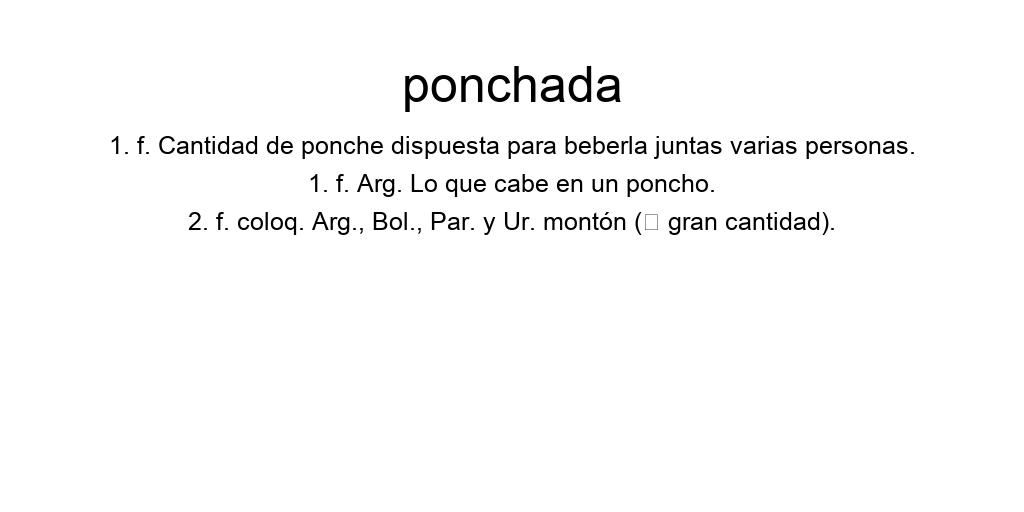 ponchada
1. f. Cantidad de ponche dispuesta para beberla juntas varias personas.
1. f. Arg. Lo que cabe en un poncho.
2. f. coloq. Arg., Bol., Par. y Ur. montón (□ gran cantidad).